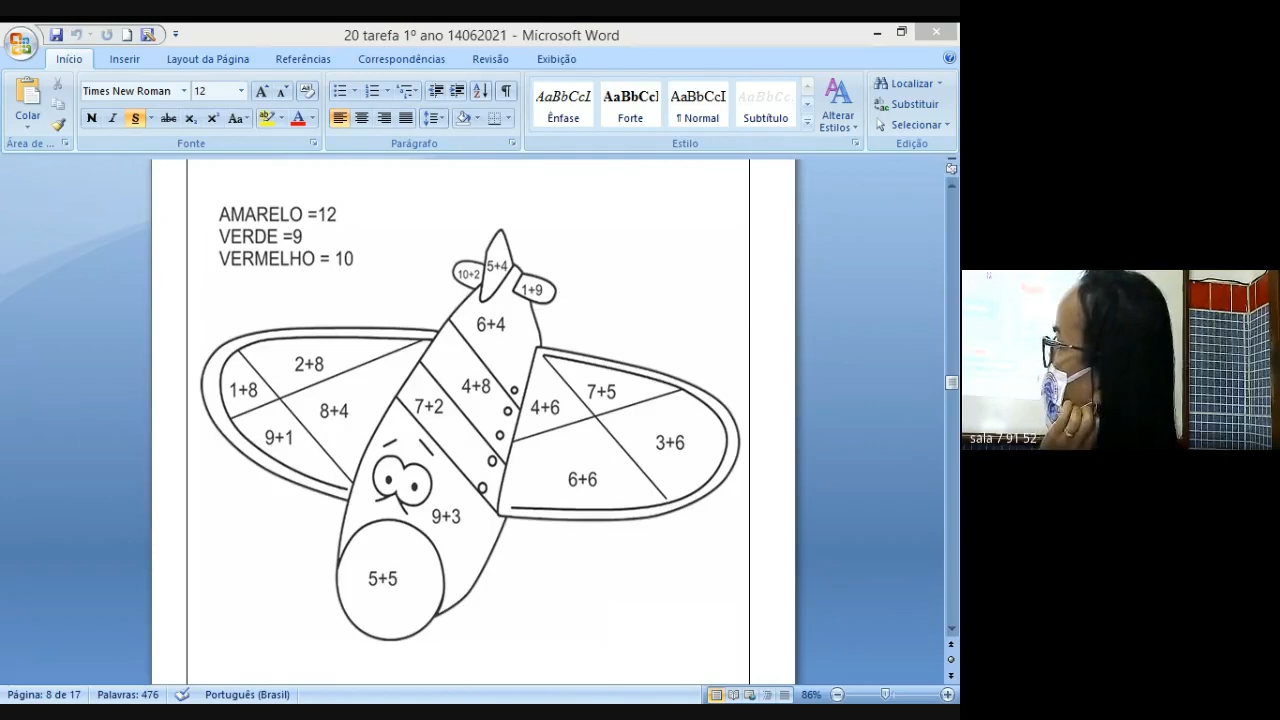 20 tarefa 1º ano 14062021 - Microsoft Word
Início
Inserir
Layout da Página
Referências
Correspondências
Revisão
Exibição
Colar
Área de ...
Times New Roman
12
N I S abc x₂ x² Aa
Fonte
Parágrafo
AaBbCcI
Ênfase
AaBbCcI
Forte
AaBbCcI
¶ Normal
AaBbCc.
Subtítulo
Alterar
Estilos
Estilo
Localizar
Substituir
Selecionar
Edição
AMARELO =12
VERDE =9
VERMELHO = 10
10+2
5+4
1+9
6+4
2+8
1+8
8+4
9+1
4+8
7+2
4+6
7+5
3+6
6+6
9+3
5+5
sala / 91 52
Página: 8 de 17
Palavras: 476
Português (Brasil)
86%